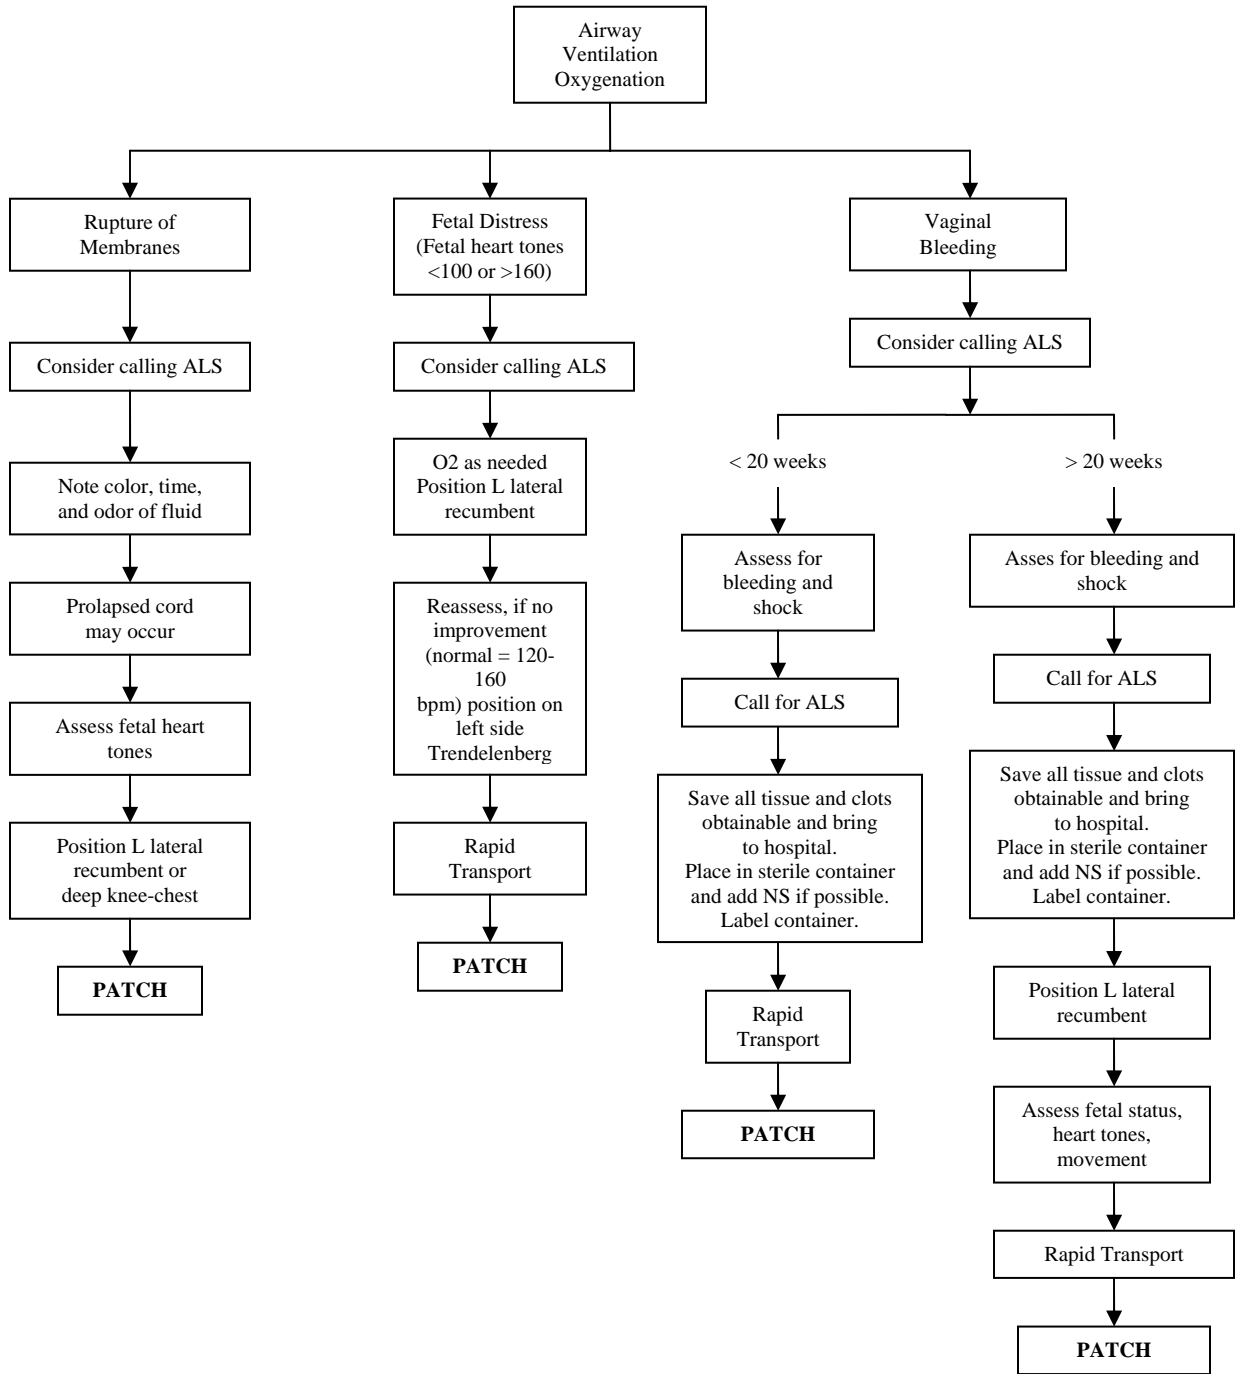 Airway
Ventilation
Oxygenation
Rupture of
Membranes
Consider calling ALS
Note color, time,
and odor of fluid
Prolapsed cord
may occur
Assess fetal heart
tones
Position L lateral
recumbent or
deep knee-chest
PATCH
Fetal Distress
(Fetal heart tones
<100 or >160)
Consider calling ALS
O2 as needed
Position L lateral
recumbent
Reassess, if no
improvement
(normal = 120-
160
bpm) position on
left side
Trendelenberg
Rapid
Transport
PATCH
Vaginal
Bleeding
Consider calling ALS
< 20 weeks
Assess for
bleeding and
shock
Call for ALS
Save all tissue and clots
obtainable and bring
to hospital.
Place in sterile container
and add NS if possible.
Label container.
Rapid
Transport
PATCH
> 20 weeks
Asses for bleeding and
shock
Call for ALS
Save all tissue and clots
obtainable and bring
to hospital.
Place in sterile container
and add NS if possible.
Label container.
Position L lateral
recumbent
Assess fetal status,
heart tones,
movement
Rapid Transport
PATCH